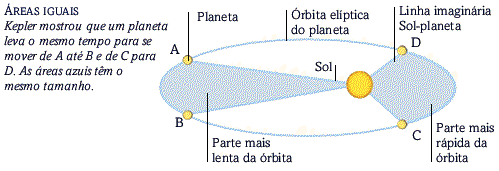 ÁREAS IGUAIS
Kepler mostrou que um planeta
leva o mesmo tempo para se
mover de A até B e de C para
D. As áreas azuis têm o
mesmo tamanho.
Planeta
Órbita elíptica
do planeta
Linha imaginária
Sol-planeta
A
D
Sol
B
C
Parte mais
lenta da órbita
Parte mais
rápida da
órbita